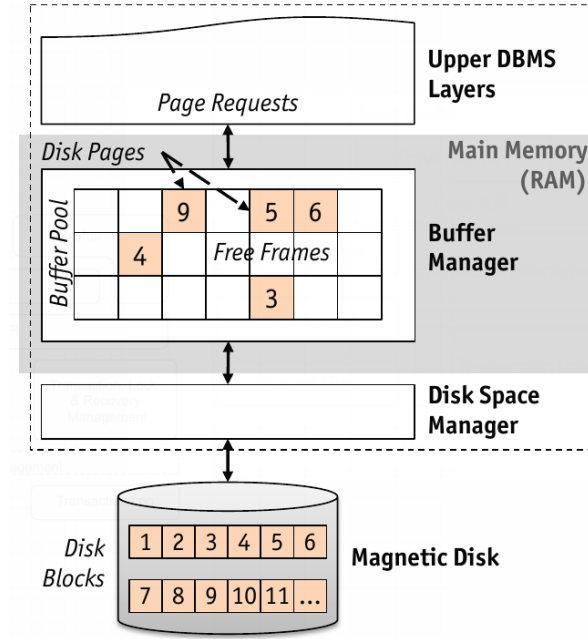 Upper DBMS
Layers
Page Requests
Disk Pages
Main Memory
(RAM)
Buffer Pool
9 5 6
4 Free Frames
3
Buffer
Manager
Disk Space
Manager
Disk
Blocks
1 2 3 4 5 6
7 8 9 10 11 ...
Magnetic Disk